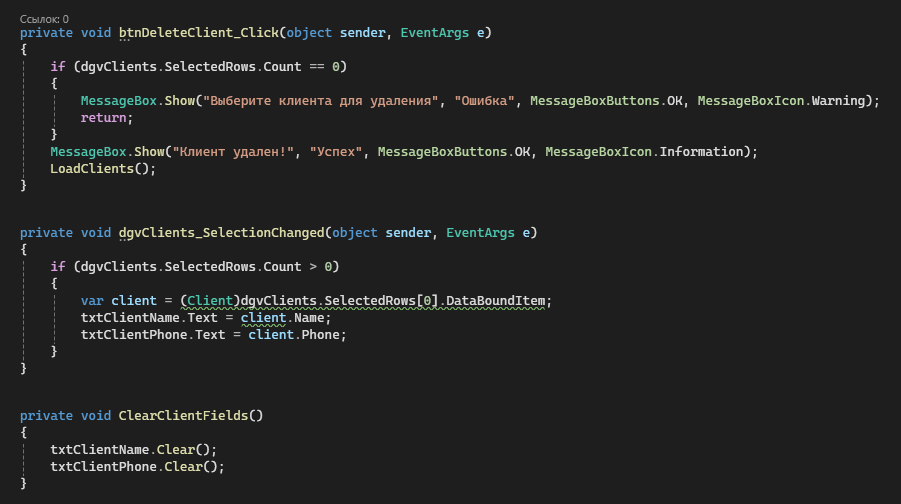 Ссылок: 0
private void btnDeleteClient_Click(object sender, EventArgs e)
{
    if (dgvClients.SelectedRows.Count == 0)
    {
        MessageBox.Show("Выберите клиента для удаления", "Ошибка", MessageBoxButtons.OK, MessageBoxIcon.Warning);
        return;
    }
    MessageBox.Show("Клиент удален!", "Успех", MessageBoxButtons.OK, MessageBoxIcon.Information);
    LoadClients();
}
private void dgvClients_SelectionChanged(object sender, EventArgs e)
{
    if (dgvClients.SelectedRows.Count > 0)
    {
        var client = (Client)dgvClients.SelectedRows[0].DataBoundItem;
        txtClientName.Text = client.Name;
        txtClientPhone.Text = client.Phone;
    }
}
private void ClearClientFields()
{
    txtClientName.Clear();
    txtClientPhone.Clear();
}